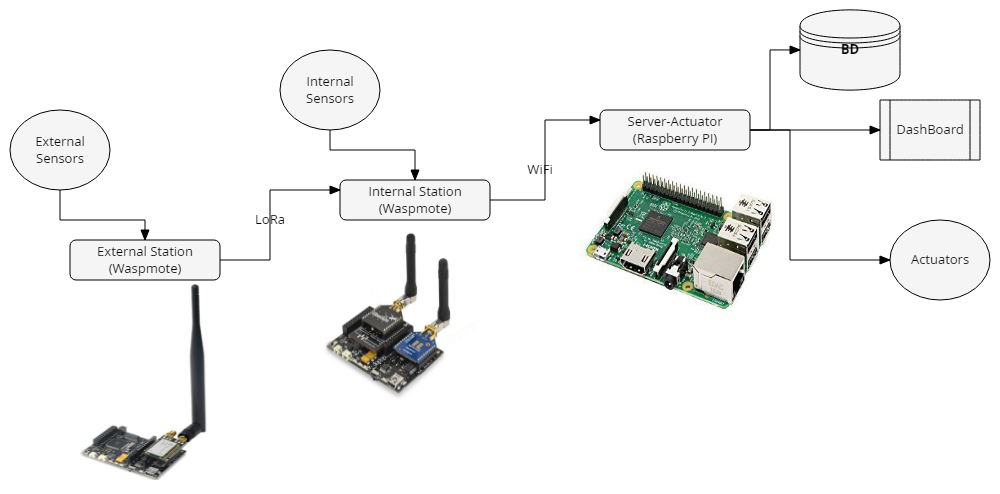 BD
Internal
Sensors
Server-Actuator
(Raspberry PI)
DashBoard
External
Sensors
WiFi
Internal Station
(Waspmote)
LoRa
External Station
(Waspmote)
Actuators